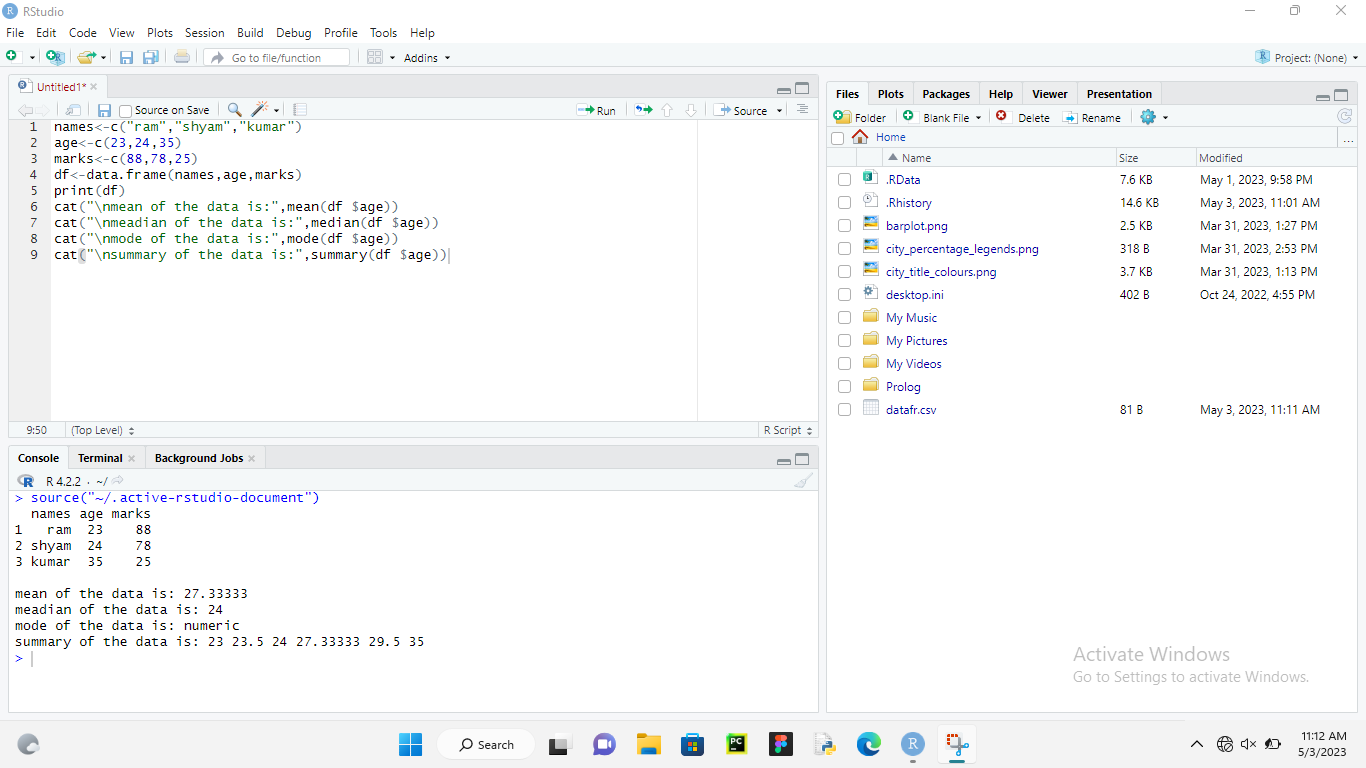 RStudio
File Edit Code View Plots Session Build Debug Profile Tools Help
Go to file/function Addins Project: (None)
Untitled1*
Source on Save Run Source
1 names<-c("ram","shyam","kumar")
2 age<-c(23,24,35)
3 marks<-c(88,78,25)
4 df<-data.frame(names,age,marks)
5 print(df)
6 cat("\nmean of the data is:",mean(df $age))
7 cat("\nmeadian of the data is:",median(df $age))
8 cat("\nmode of the data is:",mode(df $age))
9 cat("\nsummary of the data is:",summary(df $age))
9:50 (Top Level) R Script
Console Terminal Background Jobs
R 4.2.2 · ~/
> source("~/.active-rstudio-document")
names age marks
1 ram 23 88
2 shyam 24 78
3 kumar 35 25
mean of the data is: 27.33333
meadian of the data is: 24
mode of the data is: numeric
summary of the data is: 23 23.5 24 27.33333 29.5 35
>
Files Plots Packages Help Viewer Presentation
Folder Blank File Delete Rename
Home ...
Name Size Modified
.RData 7.6 KB May 1, 2023, 9:58 PM
.Rhistory 14.6 KB May 3, 2023, 11:01 AM
barplot.png 2.5 KB Mar 31, 2023, 1:27 PM
city_percentage_legends.png 318 B Mar 31, 2023, 2:53 PM
city_title_colours.png 3.7 KB Mar 31, 2023, 1:13 PM
desktop.ini 402 B Oct 24, 2022, 4:55 PM
My Music
My Pictures
My Videos
Prolog
datafr.csv 81 B May 3, 2023, 11:11 AM
Activate Windows
Go to Settings to activate Windows.
Search
11:12 AM
5/3/2023